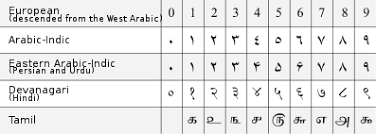 European 0 1 2 3 4 5 6 7 8 9
(descended from the West Arabic)
Arabic-Indic ٠ ١ ٢ ٣ ٤ ٥ ٦ ٧ ٨ ٩
Eastern Arabic-Indic ۰ ۱ ۲ ۳ ۴ ۵ ۶ ۷ ۸ ۹
(Persian and Urdu)
Devanagari ० १ २ ३ ४ ५ ६ ७ ८ ९
(Hindi)
Tamil ௧ ௨ ௩ ௪ ௫ ௬ ௭ ௮ ௯